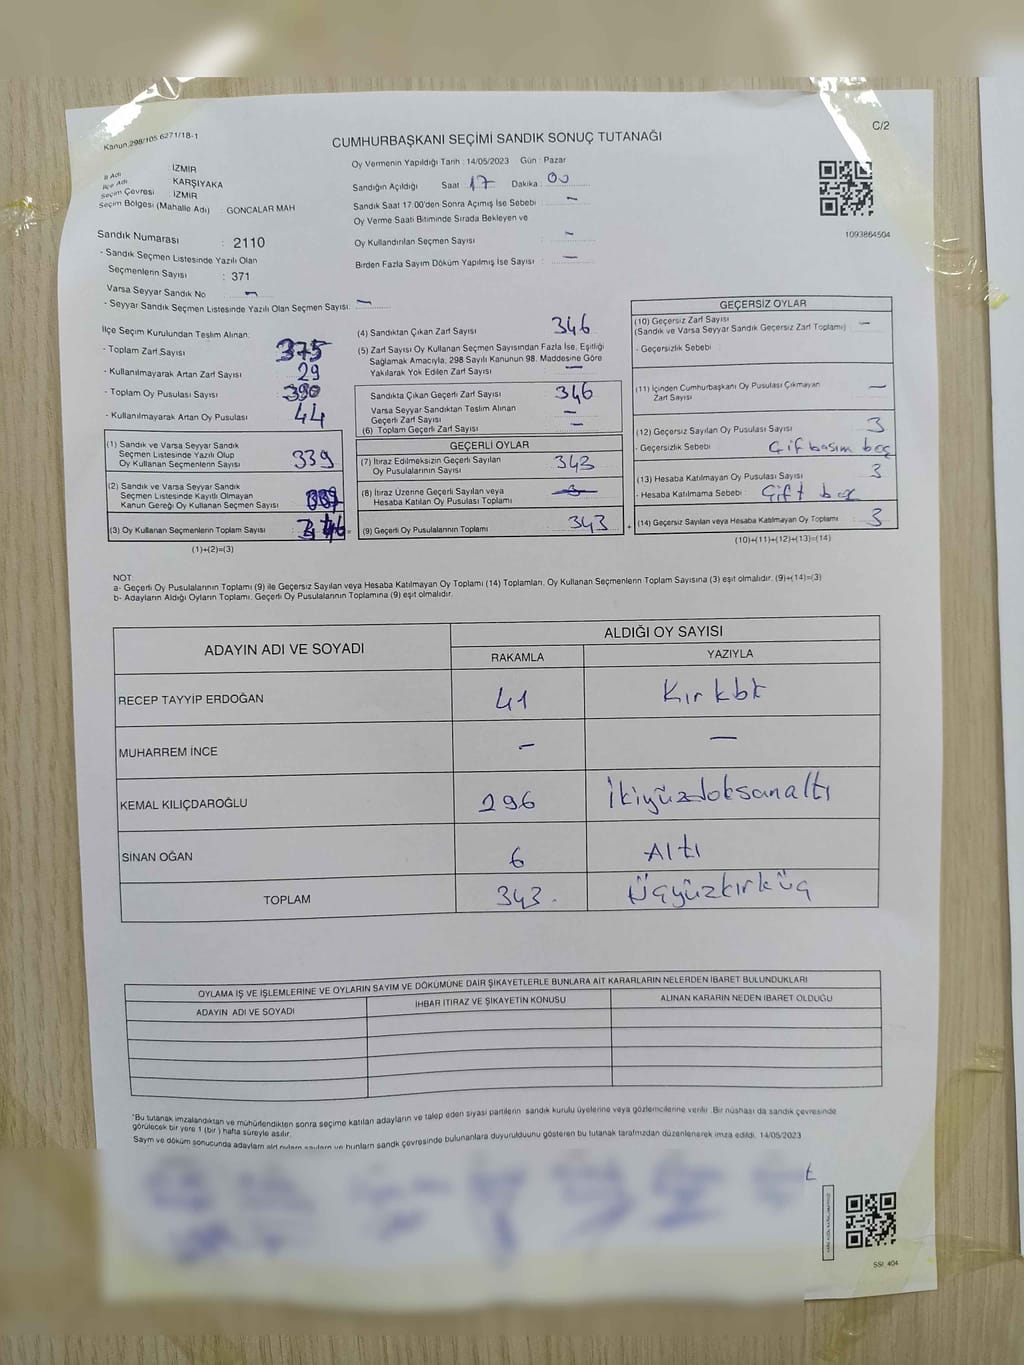 Kanun,298/105 6271/18-1
C/2
CUMHURBAŞKANI SEÇİMİ SANDIK SONUÇ TUTANAĞI
İl Adı İZMİR
İlçe Adı KARŞIYAKA
Seçim Çevresi : İZMİR
Seçim Bölgesi (Mahalle Adı) : GONCALAR MAH
Oy Vermenin Yapıldığı Tarih : 14/05/2023 Gün : Pazar
Sandığın Açıldığı Saat 17 Dakika : 00
Sandık Saat 17.00'den Sonra Açımış İse Sebebi : -
Oy Verme Saati Bitiminde Sırada Bekleyen ve
Oy Kullandırılan Seçmen Sayısı : -
Birden Fazla Sayım Döküm Yapılmış İse Sayısı : -
1093864504
Sandık Numarası : 2110
- Sandık Seçmen Listesinde Yazılı Olan
Seçmenlerin Sayısı : 371
Varsa Seyyar Sandık No : -
- Seyyar Sandık Seçmen Listesinde Yazılı Olan Seçmen Sayısı: -
İlçe Seçim Kurulundan Teslim Alınan:
- Toplam Zarf Sayısı 375
- Kullanılmayarak Artan Zarf Sayısı 29
- Toplam Oy Pusulası Sayısı 390
- Kullanılmayarak Artan Oy Pusulası 44
(1) Sandık ve Varsa Seyyar Sandık
Seçmen Listesinde Yazılı Olup
Oy Kullanan Seçmenlerin Sayısı 339
(2) Sandık ve Varsa Seyyar Sandık
Seçmen Listesinde Kayıtlı Olmayan
Kanun Gereği Oy Kullanan Seçmen Sayısı
(3) Oy Kullanan Seçmenlerin Toplam Sayısı 346 =
(1)+(2)=(3)
(4) Sandıktan Çıkan Zarf Sayısı 346
(5) Zarf Sayısı Oy Kullanan Seçmen Sayısından Fazla İse, Eşitliği
Sağlamak Amacıyla, 298 Sayılı Kanunun 98. Maddesine Göre
Yakılarak Yok Edilen Zarf Sayısı -
Sandıkta Çıkan Geçerli Zarf Sayısı 346
Varsa Seyyar Sandıktan Teslim Alınan
Geçerli Zarf Sayısı -
(6) Toplam Geçerli Zarf Sayısı -
GEÇERLİ OYLAR
(7) İtiraz Edilmeksizin Geçerli Sayılan
Oy Pusulalarının Sayısı 343
(8) İtiraz Üzerine Geçerli Sayılan veya
Hesaba Katılan Oy Pusulası Toplamı
(9) Geçerli Oy Pusulalarının Toplamı 343 +
GEÇERSİZ OYLAR
(10) Geçersiz Zarf Sayısı
(Sandık ve Varsa Seyyar Sandık Geçersiz Zarf Toplamı) -
- Geçersizlik Sebebi :
(11) İçinden Cumhurbaşkanı Oy Pusulası Çıkmayan
Zarf Sayısı -
(12) Geçersiz Sayılan Oy Pusulası Sayısı 3
- Geçersizlik Sebebi : Çif basım
(13) Hesaba Katılmayan Oy Pusulası Sayısı 3
- Hesaba Katılmama Sebebi : Çift
(14) Geçersiz Sayılan veya Hesaba Katılmayan Oy Toplamı : 3
(10)+(11)+(12)+(13)=(14)
NOT:
a- Geçerli Oy Pusulalarının Toplamı (9) ile Geçersiz Sayılan veya Hesaba Katılmayan Oy Toplamı (14) Toplamları, Oy Kullanan Seçmenlerin Toplam Sayısına (3) eşit olmalıdır. (9)+(14)=(3)
b- Adayların Aldığı Oyların Toplamı, Geçerli Oy Pusulalarının Toplamına (9) eşit olmalıdır.
ADAYIN ADI VE SOYADI ALDIĞI OY SAYISI
RAKAMLA YAZIYLA
RECEP TAYYİP ERDOĞAN 41 Kırkbir
MUHARREM İNCE - -
KEMAL KILIÇDAROĞLU 296 İkiyüzdoksanaltı
SİNAN OĞAN 6 Altı
TOPLAM 343. Üçyüzkırküç
OYLAMA İŞ VE İŞLEMLERİNE VE OYLARIN SAYIM VE DÖKÜMÜNE DAİR ŞİKAYETLERLE BUNLARA AİT KARARLARIN NELERDEN İBARET BULUNDUKLARI
ADAYIN ADI VE SOYADI İHBAR İTİRAZ VE ŞİKAYETİN KONUSU ALINAN KARARIN NEDEN İBARET OLDUĞU
*Bu tutanak imzalandıktan ve mühürlendikten sonra seçime katılan adayların ve talep eden siyasi partilerin sandık kurulu üyelerine veya gözlemcilerine verilir. Bir nüshası da sandık çevresinde
görülecek bir yere 1 (bir) hafta süreyle asılır.
Sayım ve döküm sonucunda adayların oyların sayıların ve bunların sandık çevresinde bulunanlara duyurulduğunu gösteren bu tutanak tarafımızdan düzenlenerek imza edildi. 14/05/2023
SSI_404